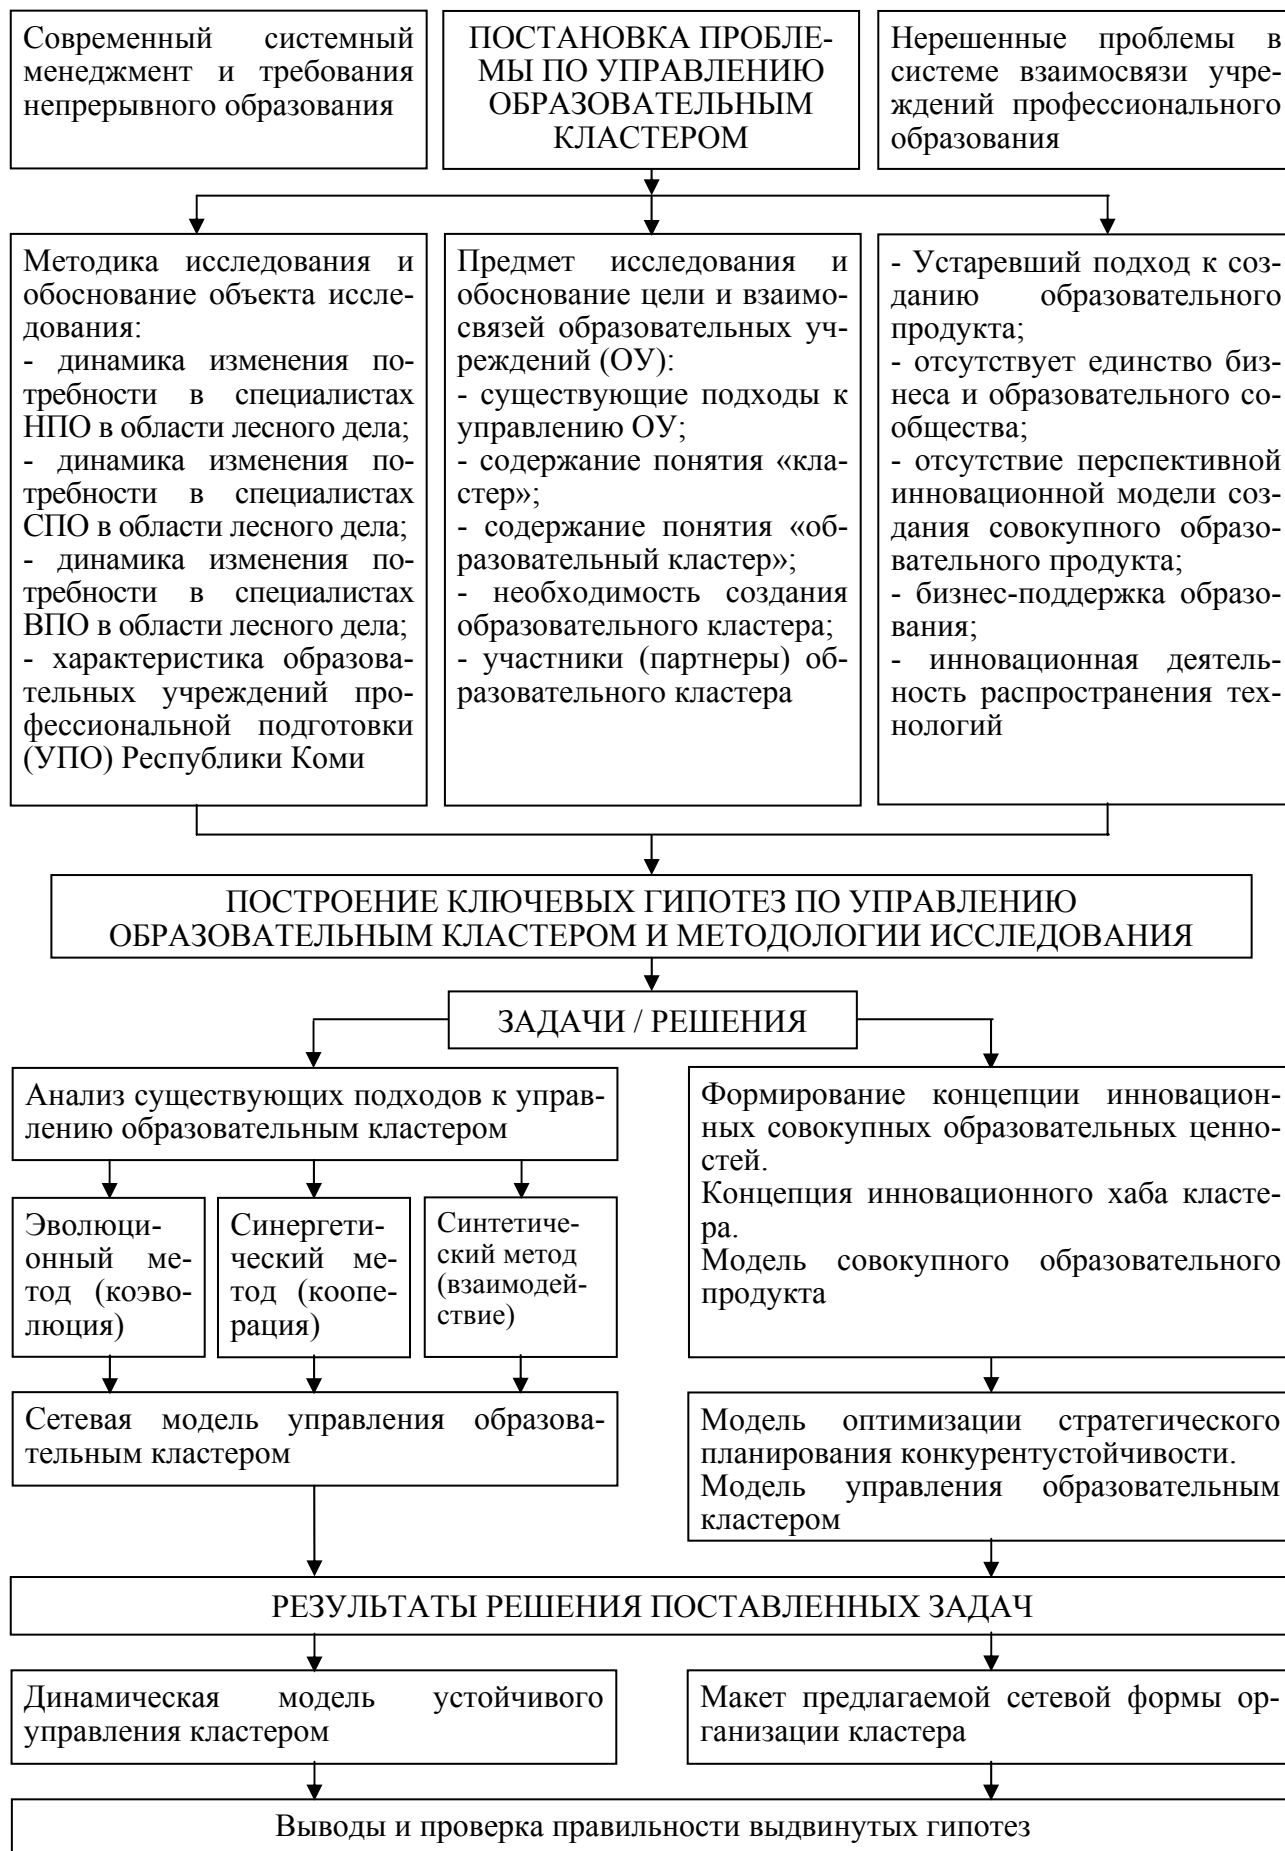 Современный системный
менеджмент и требования
непрерывного образования
ПОСТАНОВКА ПРОБЛЕ-
МЫ ПО УПРАВЛЕНИЮ
ОБРАЗОВАТЕЛЬНЫМ
КЛАСТЕРОМ
Нерешенные проблемы в
системе взаимосвязи учре-
ждений профессионального
образования
Методика исследования и
обоснование объекта иссле-
дования:
- динамика изменения по-
требности в специалистах
НПО в области лесного дела;
- динамика изменения по-
требности в специалистах
СПО в области лесного дела;
- динамика изменения по-
требности в специалистах
ВПО в области лесного дела;
- характеристика образова-
тельных учреждений про-
фессиональной подготовки
(УПО) Республики Коми
Предмет исследования и
обоснование цели и взаимо-
связей образовательных уч-
реждений (ОУ):
- существующие подходы к
управлению ОУ;
- содержание понятия «кла-
стер»;
- содержание понятия «об-
разовательный кластер»;
- необходимость создания
образовательного кластера;
- участники (партнеры) об-
разовательного кластера
- Устаревший подход к соз-
данию образовательного
продукта;
- отсутствует единство биз-
неса и образовательного со-
общества;
- отсутствие перспективной
инновационной модели соз-
дания совокупного образо-
вательного продукта;
- бизнес-поддержка образо-
вания;
- инновационная деятель-
ность распространения тех-
нологий
ПОСТРОЕНИЕ КЛЮЧЕВЫХ ГИПОТЕЗ ПО УПРАВЛЕНИЮ
ОБРАЗОВАТЕЛЬНЫМ КЛАСТЕРОМ И МЕТОДОЛОГИИ ИССЛЕДОВАНИЯ
ЗАДАЧИ / РЕШЕНИЯ
Анализ существующих подходов к управ-
лению образовательным кластером
Формирование концепции инновацион-
ных совокупных образовательных ценно-
стей.
Концепция инновационного хаба класте-
ра.
Модель совокупного образовательного
продукта
Эволюци-
онный ме-
тод (коэво-
люция)
Синергети-
ческий ме-
тод (коопе-
рация)
Синтетиче-
ский метод
(взаимодей-
ствие)
Сетевая модель управления образова-
тельным кластером
Модель оптимизации стратегического
планирования конкурентустойчивости.
Модель управления образовательным
кластером
РЕЗУЛЬТАТЫ РЕШЕНИЯ ПОСТАВЛЕННЫХ ЗАДАЧ
Динамическая модель устойчивого
управления кластером
Макет предлагаемой сетевой формы ор-
ганизации кластера
Выводы и проверка правильности выдвинутых гипотез